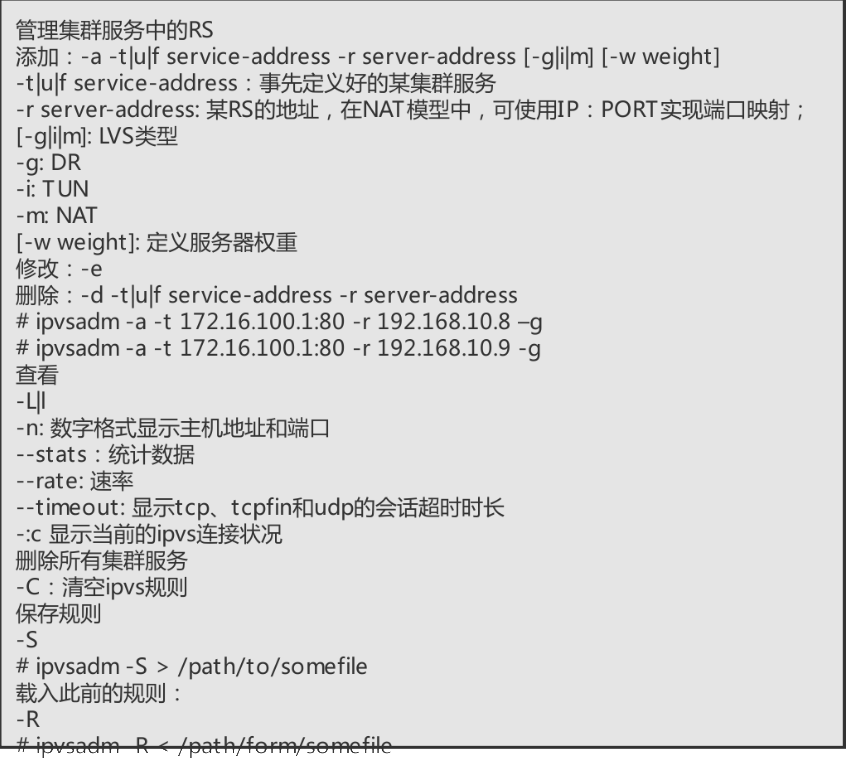 管理集群服务中的RS
添加：-a -t|u|f service-address -r server-address [-g|i|m] [-w weight]
-t|u|f service-address：事先定义好的某集群服务
-r server-address: 某RS的地址，在NAT模型中，可使用IP：PORT实现端口映射；
[-g|i|m]: LVS类型
-g: DR
-i: TUN
-m: NAT
[-w weight]: 定义服务器权重
修改：-e
删除：-d -t|u|f service-address -r server-address
# ipvsadm -a -t 172.16.100.1:80 -r 192.168.10.8 –g
# ipvsadm -a -t 172.16.100.1:80 -r 192.168.10.9 -g
查看
-L|l
-n: 数字格式显示主机地址和端口
--stats：统计数据
--rate: 速率
--timeout: 显示tcp、tcpfin和udp的会话超时时长
-:c 显示当前的ipvs连接状况
删除所有集群服务
-C：清空ipvs规则
保存规则
-S
# ipvsadm -S > /path/to/somefile
载入此前的规则：
-R
# ipvsadm -R < /path/form/somefile